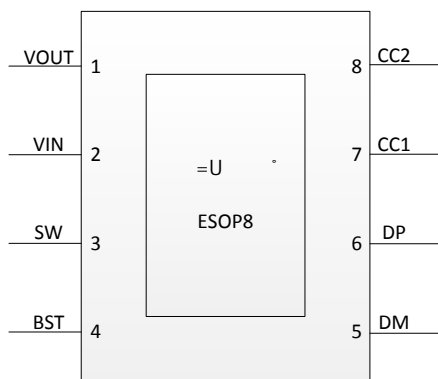 VOUT 1 8 CC2
VIN 2 7 CC1
=U °
ESOP8
SW 3 6 DP
BST 4 5 DM